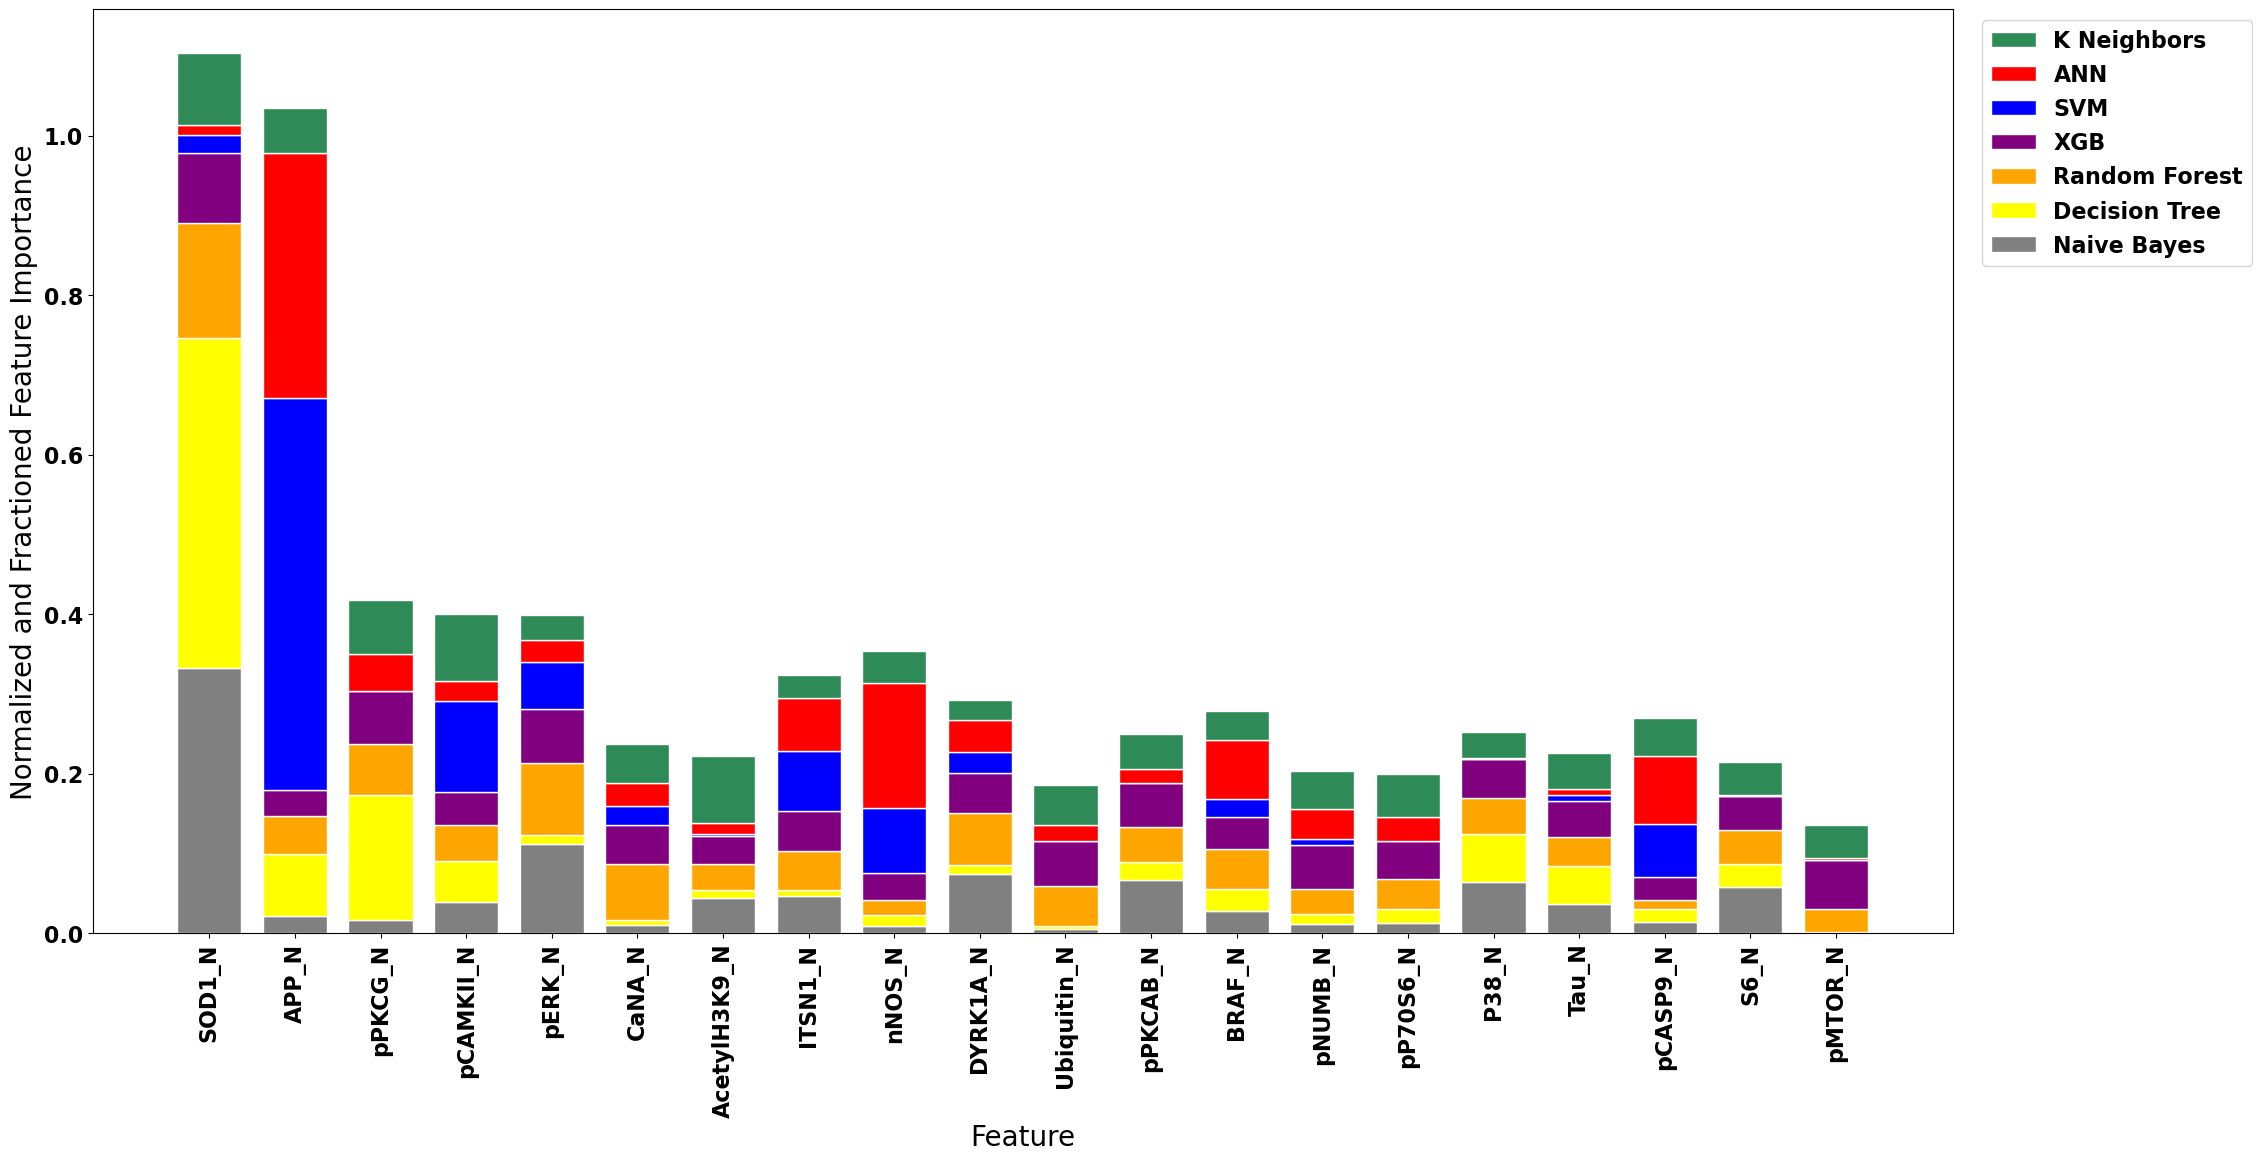 Normalized and Fractioned Feature Importance
1.0
0.8
0.6
0.4
0.2
0.0
SOD1_N
APP_N
pPKCG_N
pCAMKII_N
pERK_N
CaNA_N
AcetylH3K9_N
ITSN1_N
nNOS_N
DYRK1A_N
Ubiquitin_N
pPKCAB_N
BRAF_N
pNUMB_N
pP70S6_N
P38_N
Tau_N
pCASP9_N
S6_N
pMTOR_N
Feature
K Neighbors
ANN
SVM
XGB
Random Forest
Decision Tree
Naive Bayes